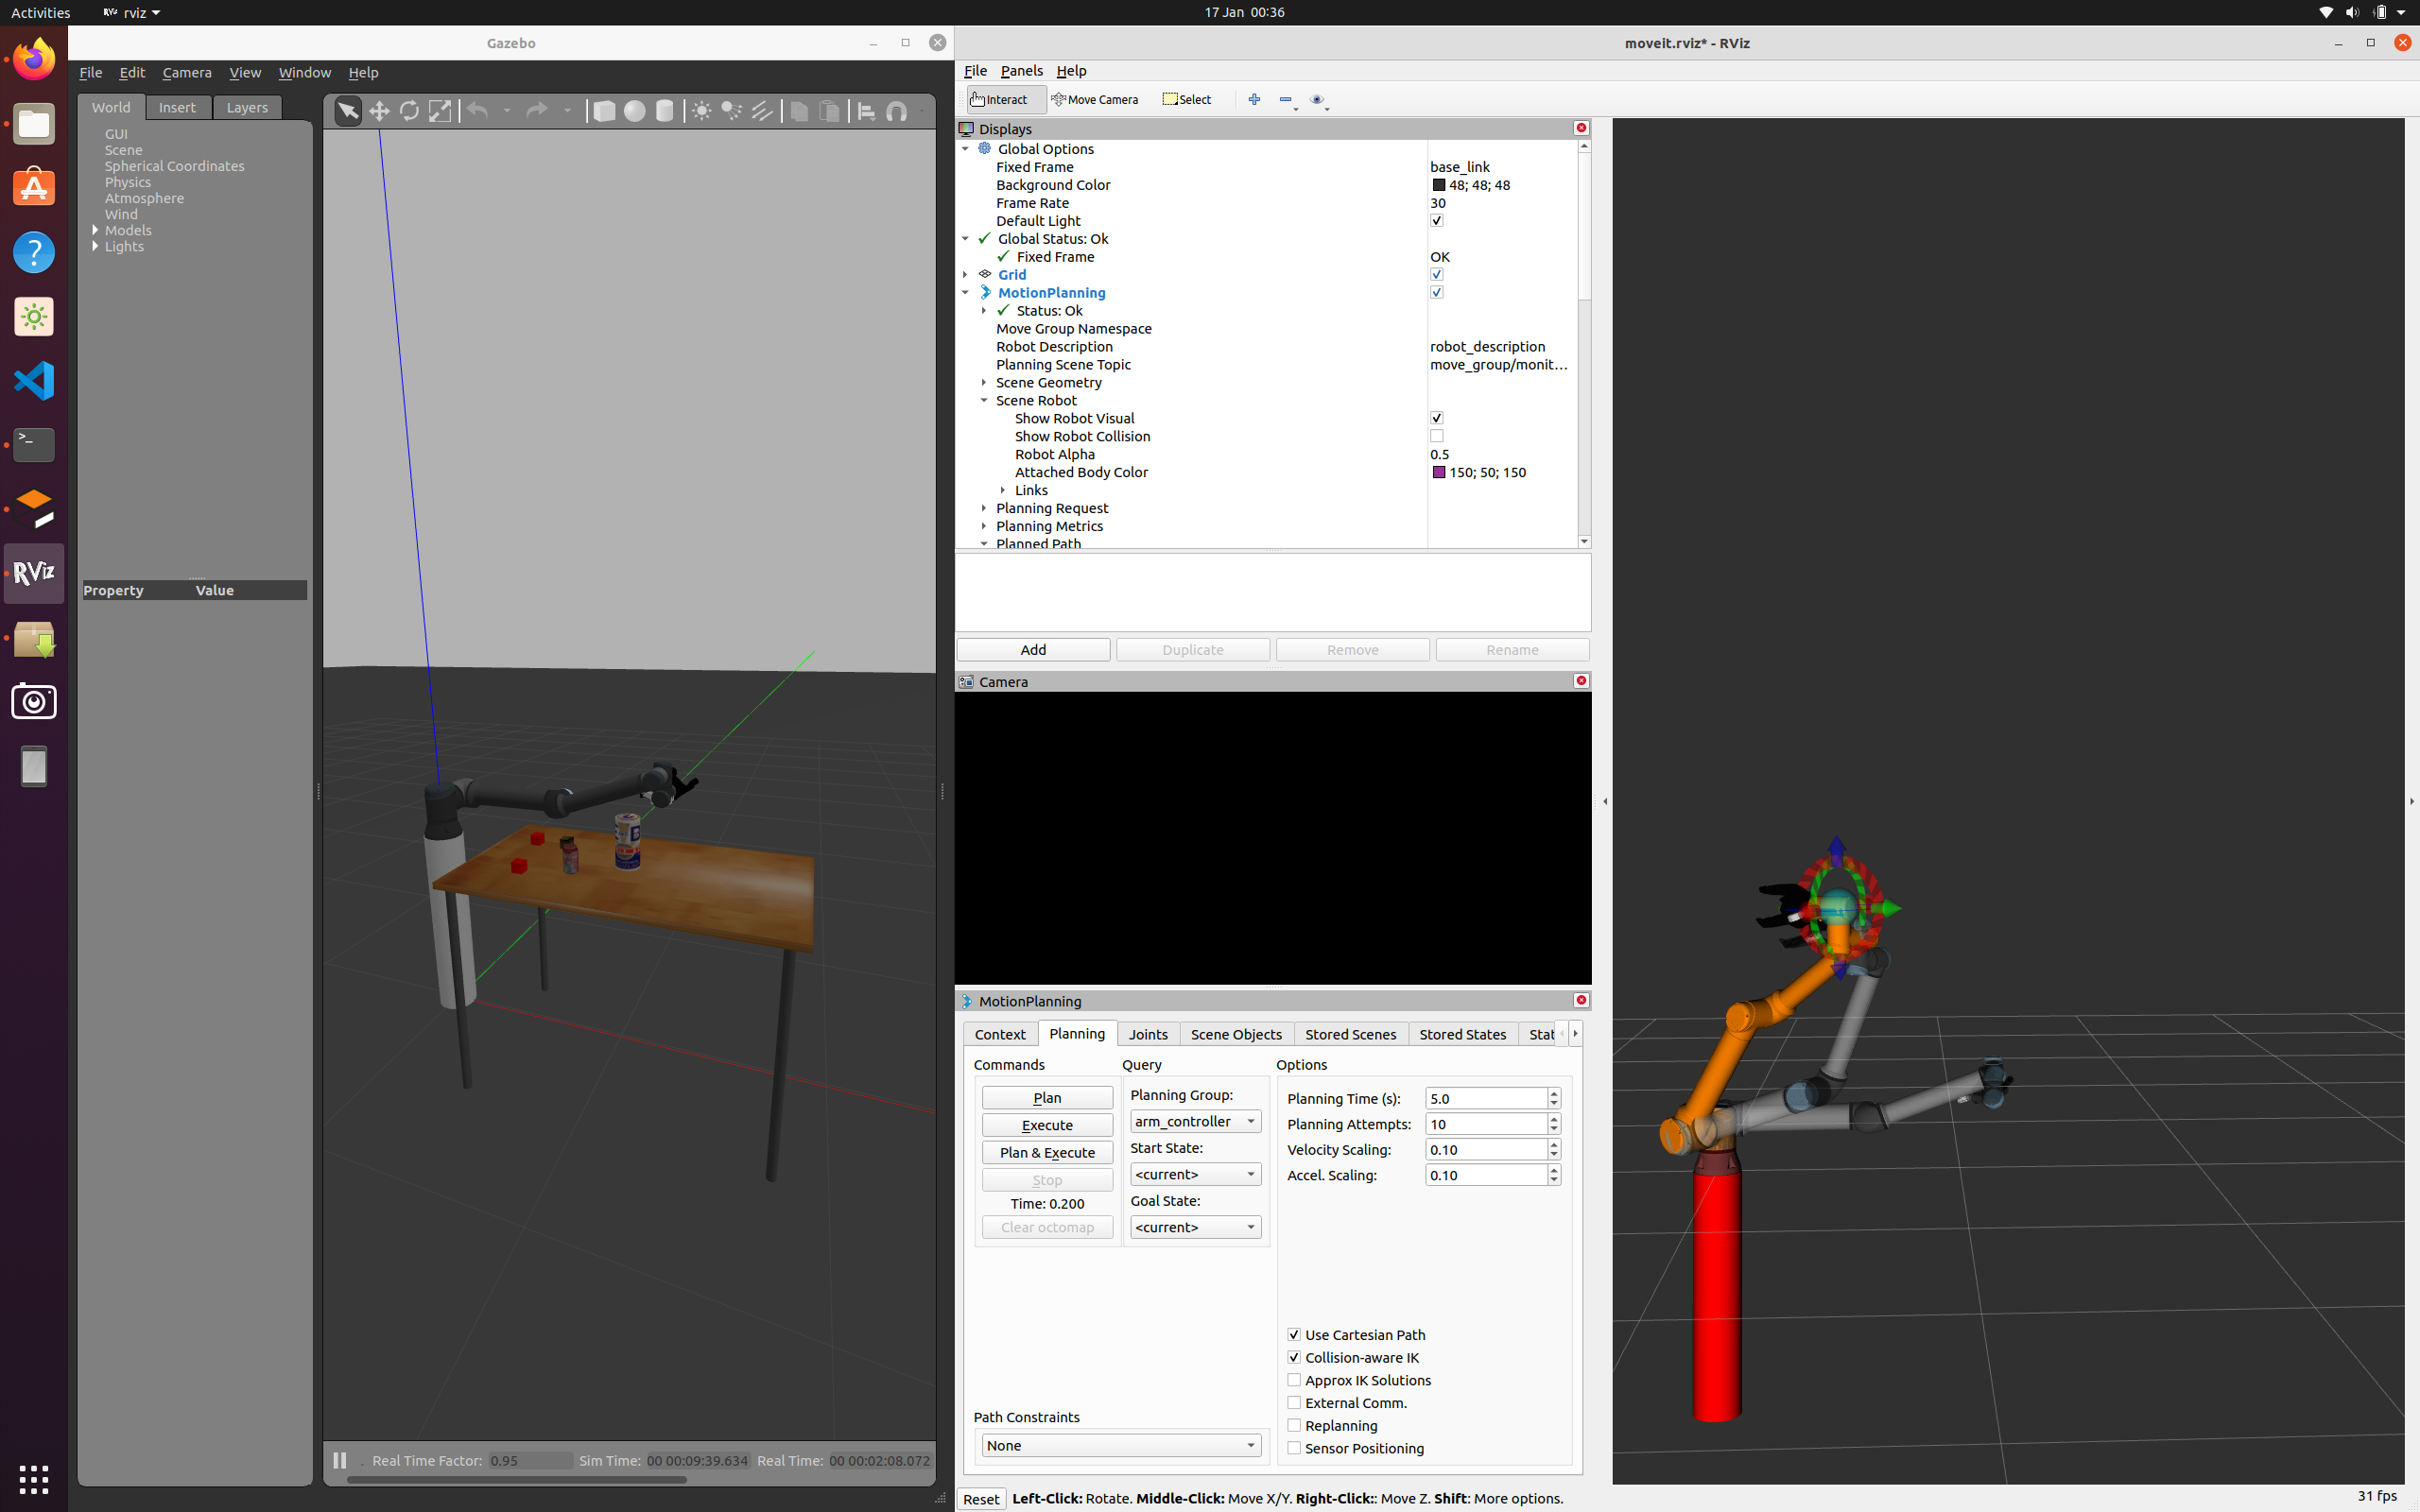 Activities
rviz
17 Jan 00:36
Gazebo
File Edit Camera View Window Help
World Insert Layers
GUI
Scene
Spherical Coordinates
Physics
Atmosphere
Wind
Models
Lights
Property Value
Real Time Factor: 0.95 Sim Time: 00 00:09:39.634 Real Time: 00 00:02:08.072
moveit.rviz* - RViz
File Panels Help
Interact Move Camera Select
Displays
Global Options
Fixed Frame base_link
Background Color 48; 48; 48
Frame Rate 30
Default Light
Global Status: Ok
Fixed Frame OK
Grid
MotionPlanning
Status: Ok
Move Group Namespace
Robot Description robot_description
Planning Scene Topic move_group/monit...
Scene Geometry
Scene Robot
Show Robot Visual
Show Robot Collision
Robot Alpha 0.5
Attached Body Color 150; 50; 150
Links
Planning Request
Planning Metrics
Planned Path
Add Duplicate Remove Rename
Camera
MotionPlanning
Context Planning Joints Scene Objects Stored Scenes Stored States Stat
Commands Query Options
Plan
Execute
Plan & Execute
Stop
Time: 0.200
Clear octomap
Planning Group:
arm_controller
Start State:
<current>
Goal State:
<current>
Planning Time (s): 5.0
Planning Attempts: 10
Velocity Scaling: 0.10
Accel. Scaling: 0.10
Use Cartesian Path
Collision-aware IK
Approx IK Solutions
External Comm.
Replanning
Sensor Positioning
Path Constraints
None
Reset Left-Click: Rotate. Middle-Click: Move X/Y. Right-Click:: Move Z. Shift: More options.
31 fps
RViz